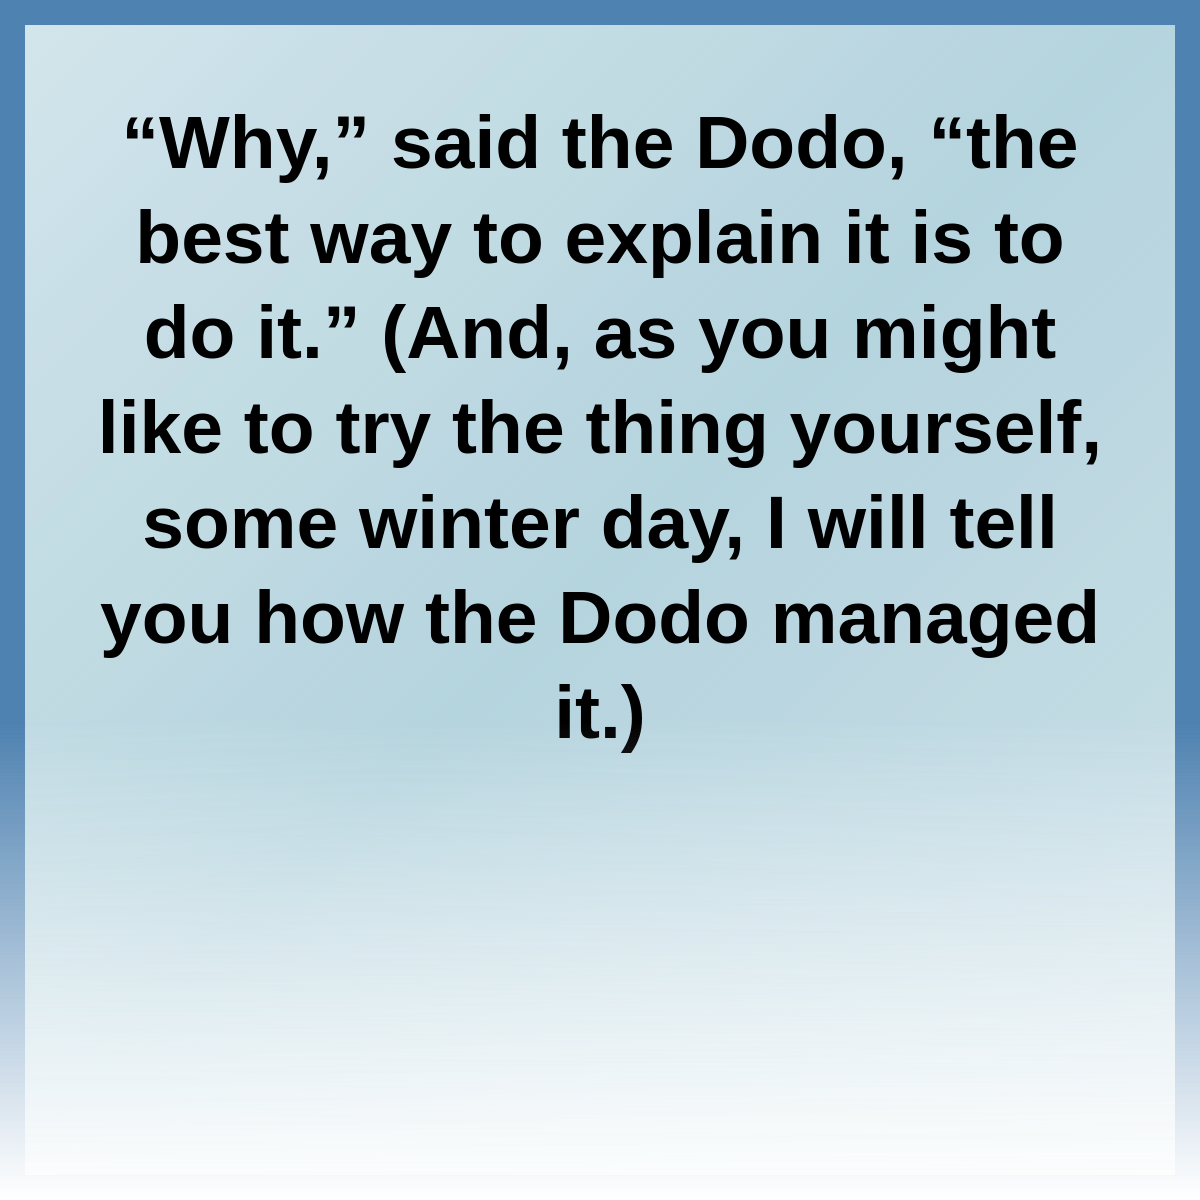 “Why,” said the Dodo, “the
best way to explain it is to
do it.” (And, as you might
like to try the thing yourself,
some winter day, I will tell
you how the Dodo managed
it.)